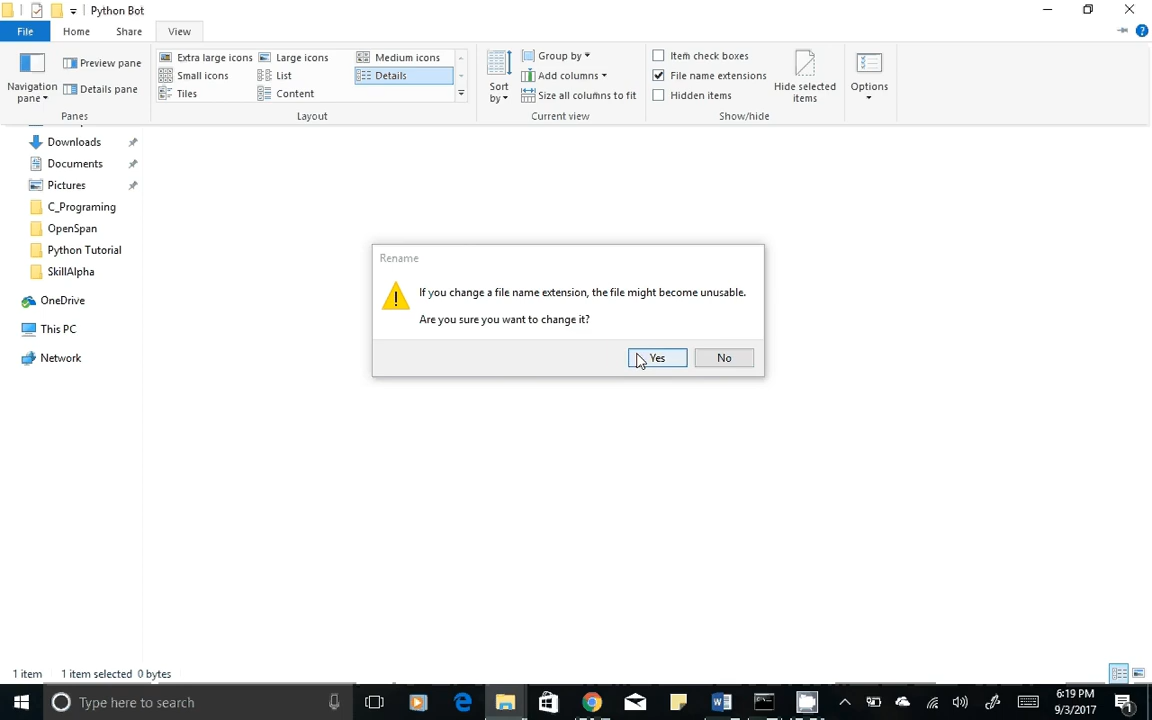 Python Bot
File Home Share View
Navigation pane
Preview pane
Details pane
Panes
Extra large icons Large icons Medium icons
Small icons List Details
Tiles Content
Layout
Sort by
Group by
Add columns
Size all columns to fit
Current view
Item check boxes
File name extensions
Hidden items
Hide selected items
Show/hide
Options
Downloads
Documents
Pictures
C_Programing
OpenSpan
Python Tutorial
SkillAlpha
OneDrive
This PC
Network
Rename
If you change a file name extension, the file might become unusable.
Are you sure you want to change it?
Yes No
1 item 1 item selected 0 bytes
Type here to search
6:19 PM
9/3/2017
1